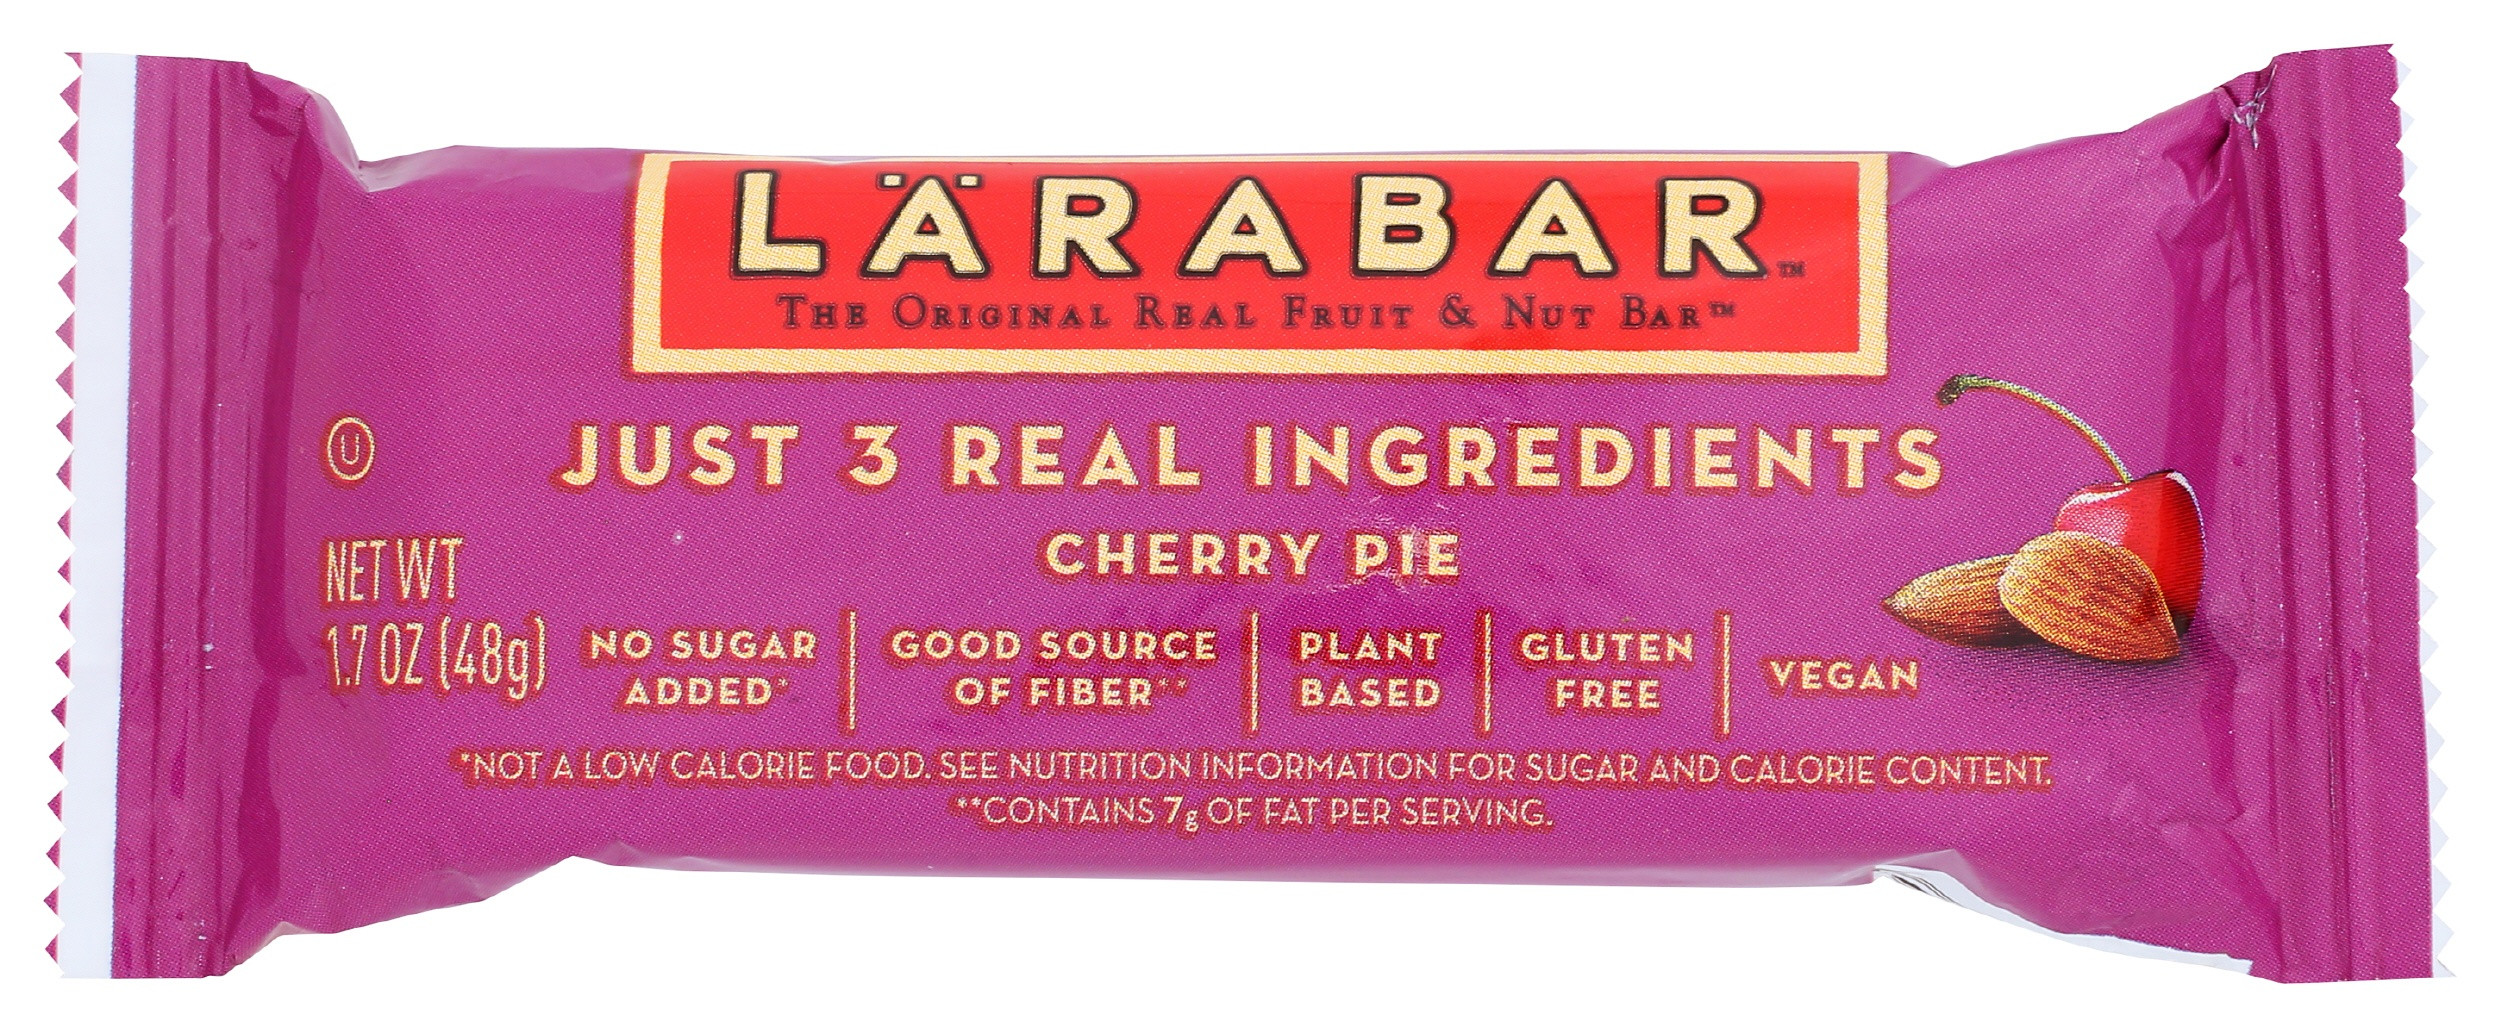 LÄRABAR™
THE ORIGINAL REAL FRUIT & NUT BAR™
U
JUST 3 REAL INGREDIENTS
CHERRY PIE
NET WT
1.7 OZ (48g)
NO SUGAR
ADDED*
GOOD SOURCE
OF FIBER**
PLANT
BASED
GLUTEN
FREE
VEGAN
*NOT A LOW CALORIE FOOD. SEE NUTRITION INFORMATION FOR SUGAR AND CALORIE CONTENT.
**CONTAINS 7g OF FAT PER SERVING.